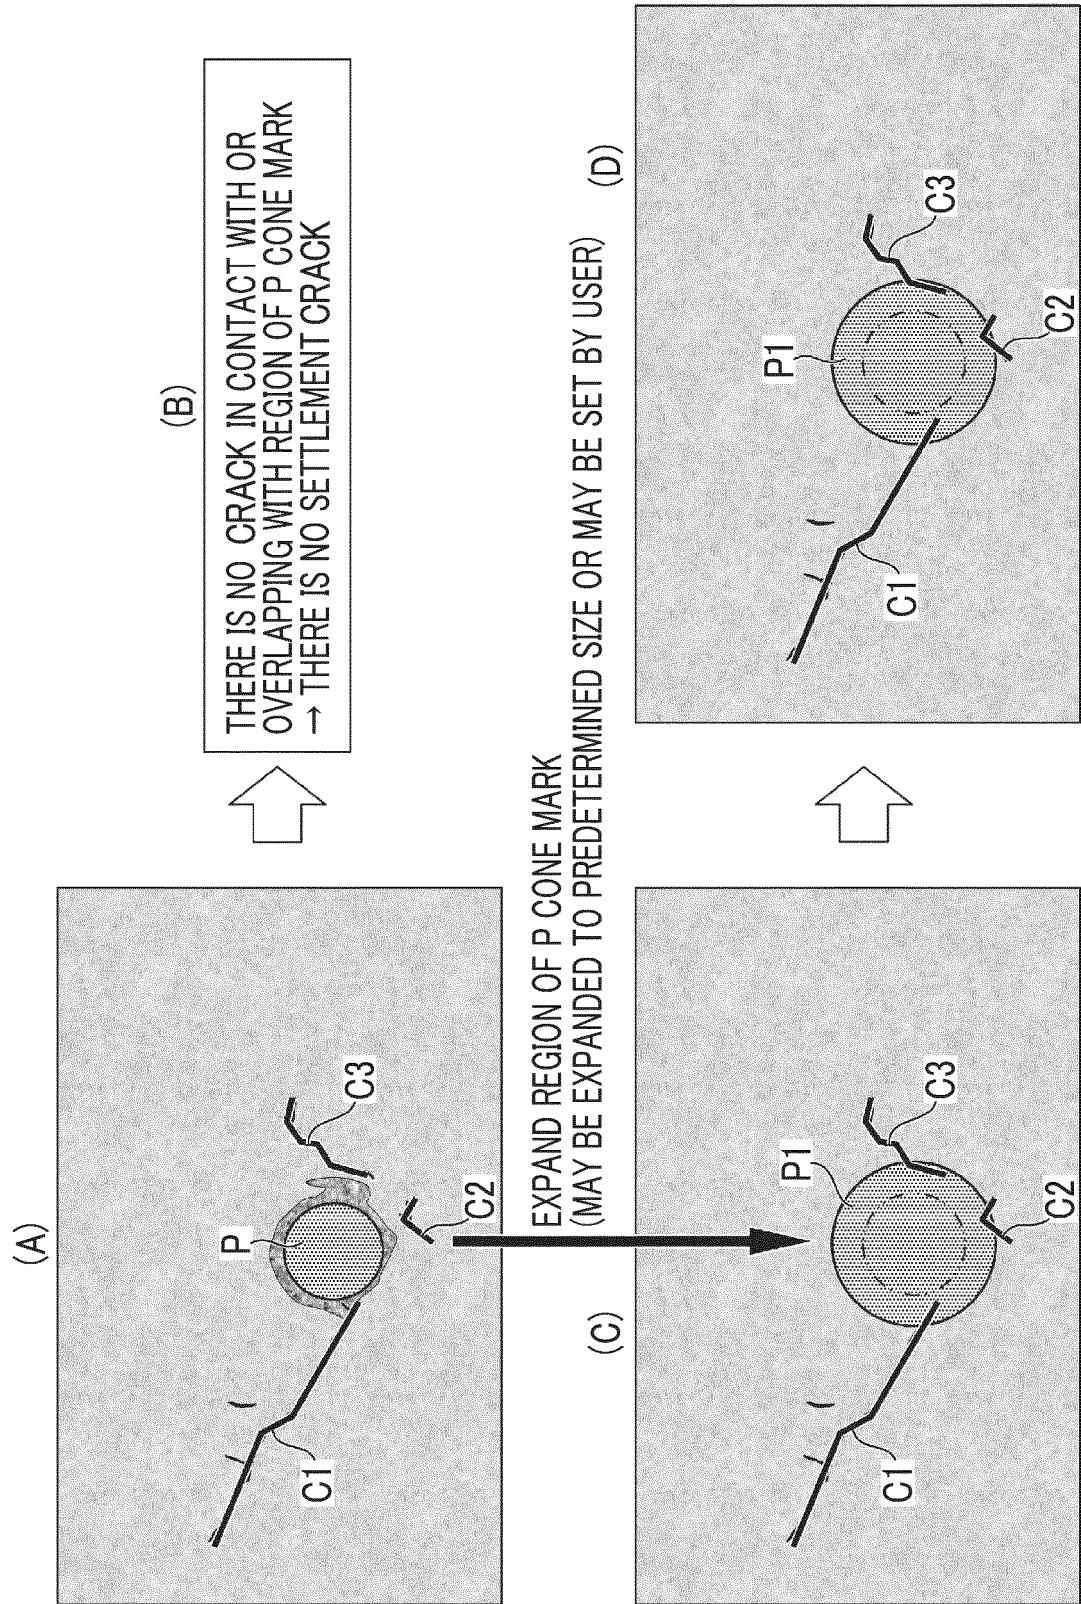 (A)
P
C1
C2
C3
(B)
THERE IS NO CRACK IN CONTACT WITH OR
OVERLAPPING WITH REGION OF P CONE MARK
→ THERE IS NO SETTLEMENT CRACK
EXPAND REGION OF P CONE MARK
(MAY BE EXPANDED TO PREDETERMINED SIZE OR MAY BE SET BY USER)
(C)
P1
C1
C2
C3
(D)
P1
C1
C2
C3